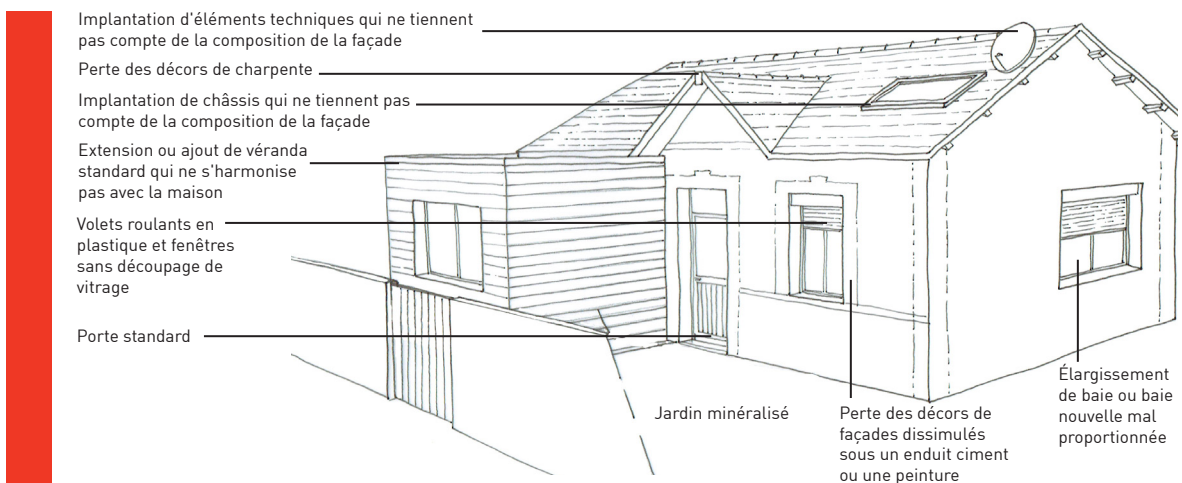 Implantation d'éléments techniques qui ne tiennent
pas compte de la composition de la façade
Perte des décors de charpente
Implantation de châssis qui ne tiennent pas
compte de la composition de la façade
Extension ou ajout de véranda
standard qui ne s'harmonise
pas avec la maison
Volets roulants en
plastique et fenêtres
sans découpage de
vitrage
Porte standard
Jardin minéralisé
Perte des décors de
façades dissimulés
sous un enduit ciment
ou une peinture
Élargissement
de baie ou baie
nouvelle mal
proportionnée